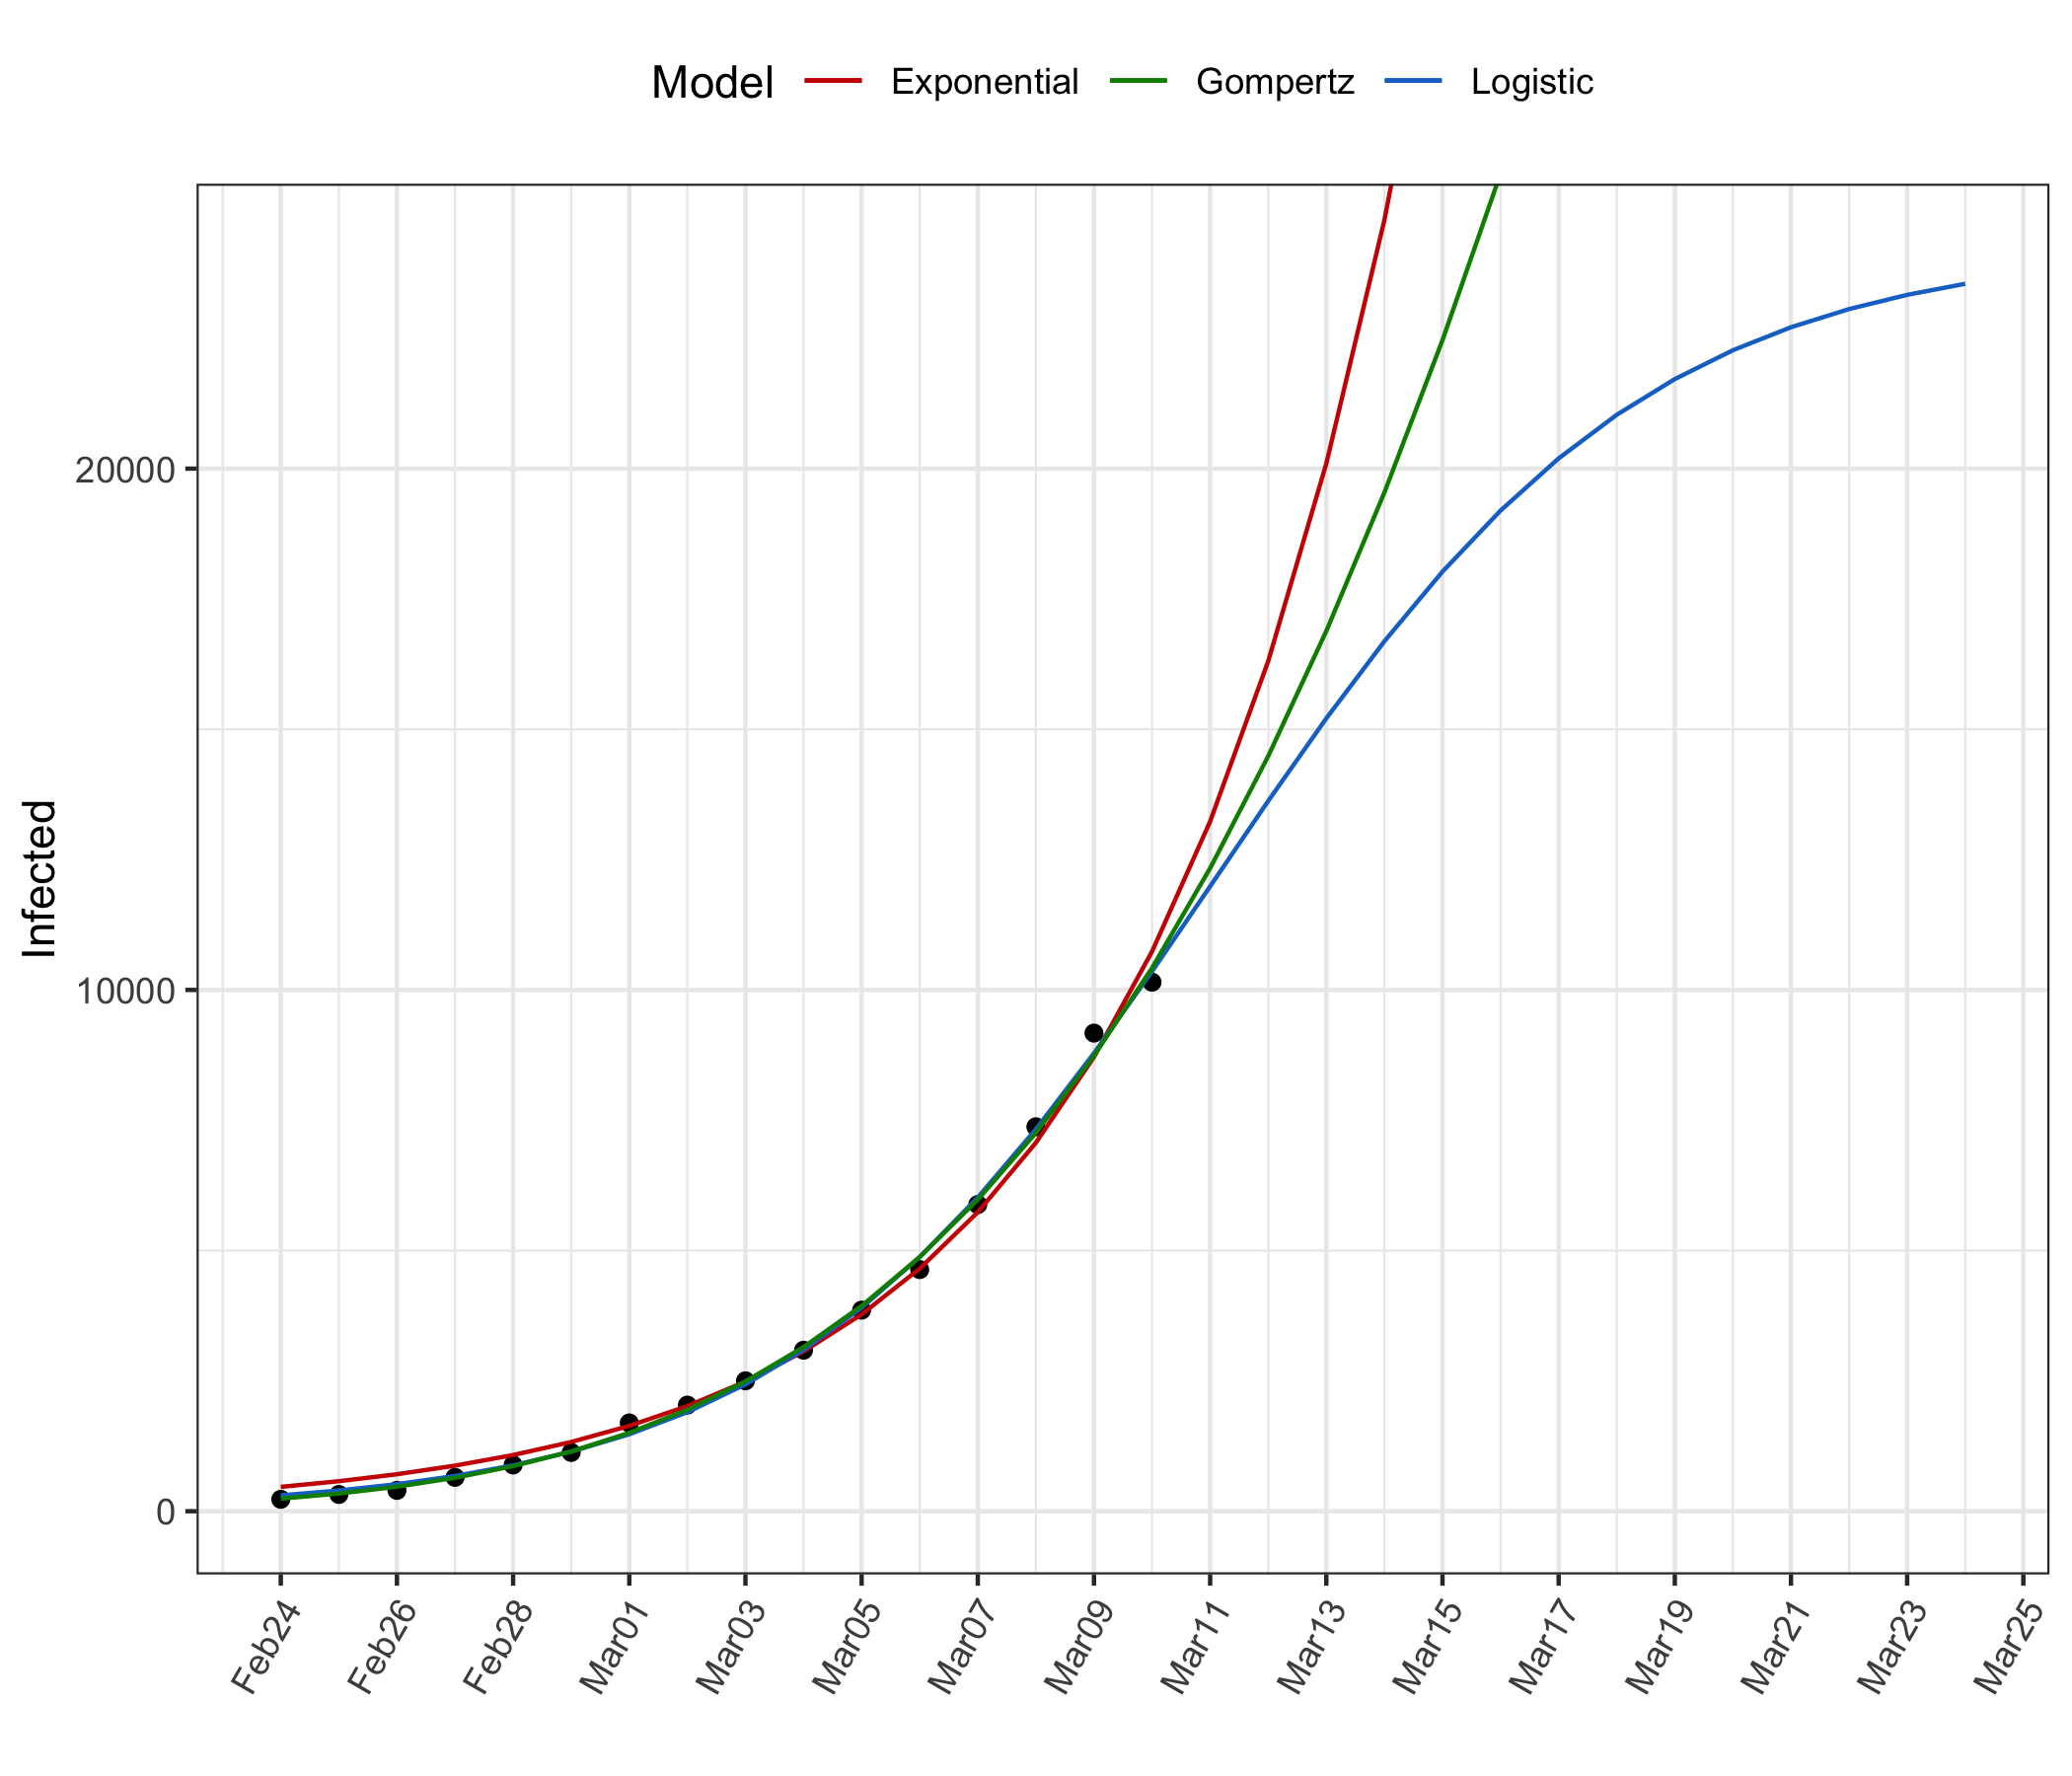 Model Exponential Gompertz Logistic
Infected
20000
10000
0
Feb24 Feb26 Feb28 Mar01 Mar03 Mar05 Mar07 Mar09 Mar11 Mar13 Mar15 Mar17 Mar19 Mar21 Mar23 Mar25